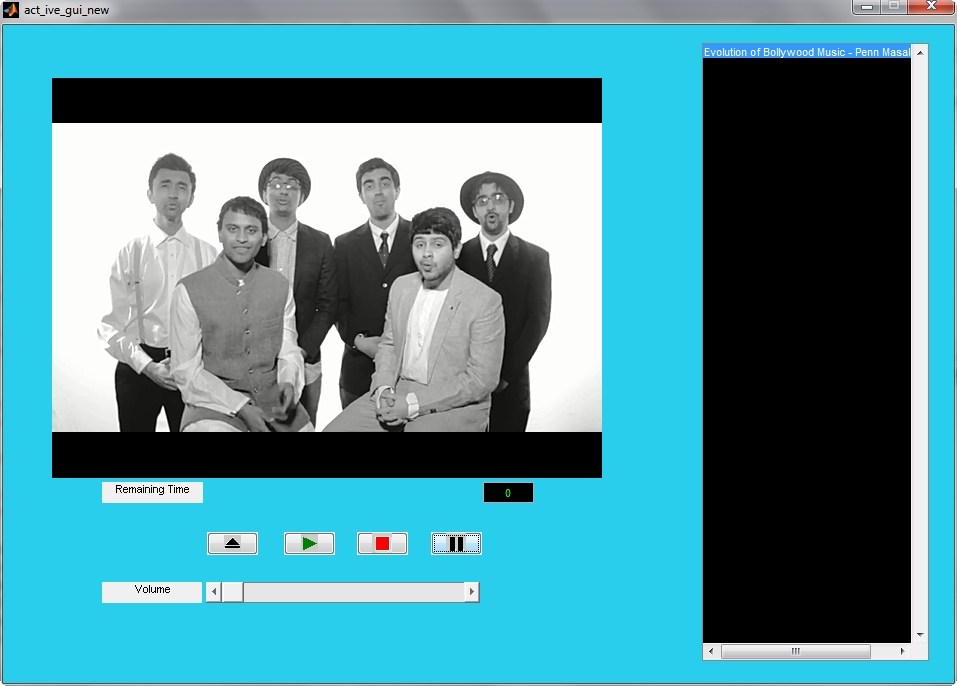 act_ive_gui_new
Evolution of Bollywood Music - Penn Masal
Remaining Time
0
Volume